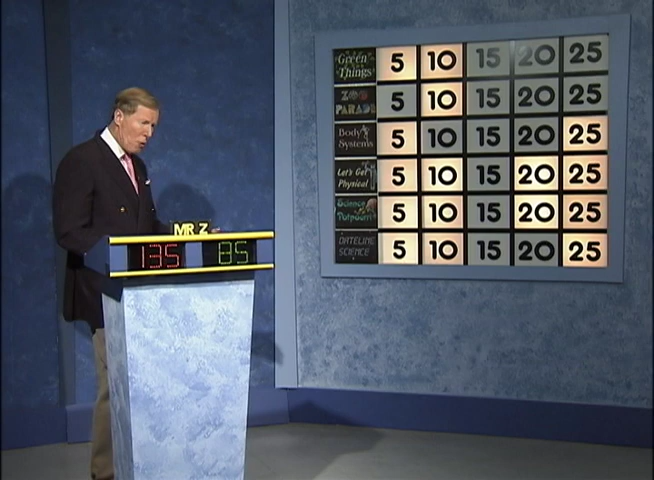 Green Things 5 10 15 20 25
ZOO PARADE 5 10 15 20 25
Body Systems 5 10 15 20 25
Let's Get Physical 5 10 15 20 25
Science Potpourri 5 10 15 20 25
DATELINE SCIENCE 5 10 15 20 25
MR Z
135 85